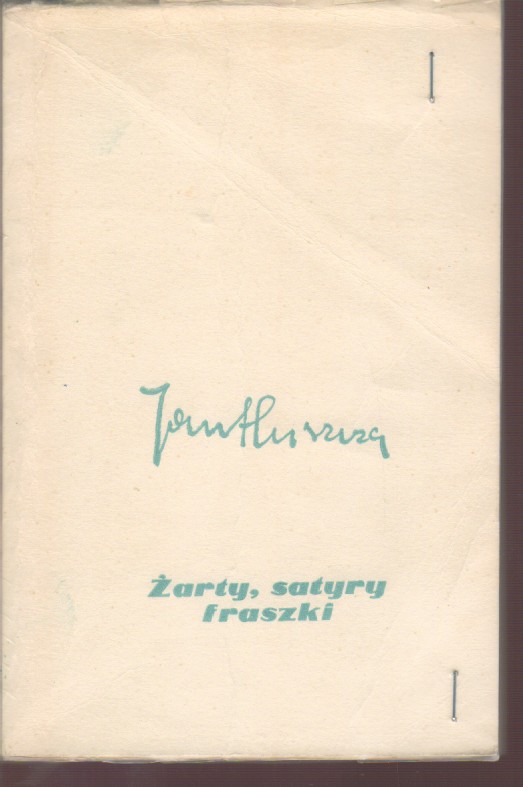 Jan Huszcza
Żarty, satyry
fraszki